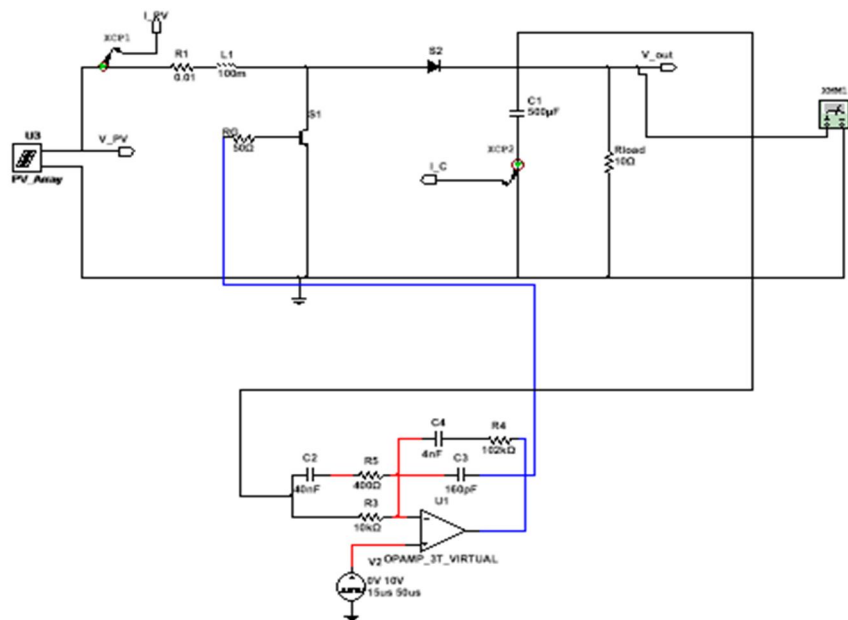 I_PV
XCP1
R1
0.01
L1
100m
S2
V_out
XMM1
C1
500µF
S1
RG
50Ω
U3
V_PV
PV_Array
XCP2
I_C
Rload
10Ω
C4
4nF
R4
102kΩ
C2
40nF
R5
400Ω
C3
160pF
R3
10kΩ
U1
OPAMP_3T_VIRTUAL
V2
0V 10V
15us 50us